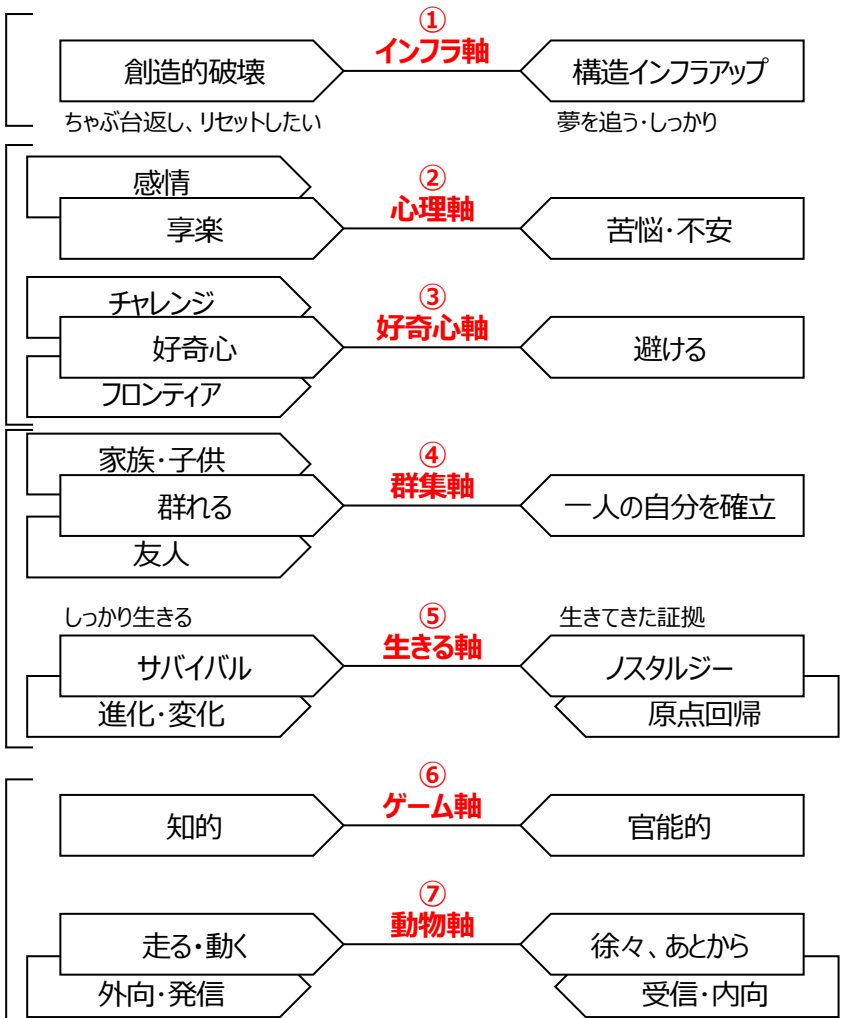 ①
インフラ軸
創造的破壊
構造インフラアップ
ちゃぶ台返し、リセットしたい
夢を追う・しっかり
感情
②
心理軸
享楽
苦悩・不安
チャレンジ
③
好奇心軸
好奇心
避ける
フロンティア
家族・子供
④
群集軸
群れる
一人の自分を確立
友人
しっかり生きる
⑤
生きる軸
生きてきた証拠
サバイバル
ノスタルジー
進化・変化
原点回帰
⑥
ゲーム軸
知的
官能的
⑦
動物軸
走る・動く
徐々、あとから
外向・発信
受信・内向